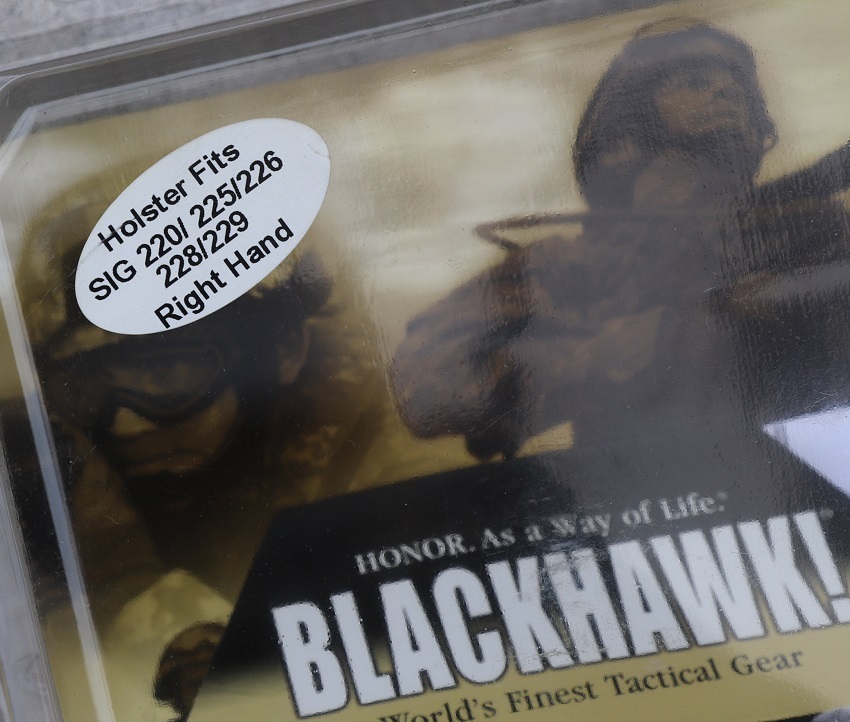 Holster Fits
SIG 220/ 225/226
228/229
Right Hand
HONOR. As a Way of Life.
BLACKHAWK!®
World's Finest Tactical Gear